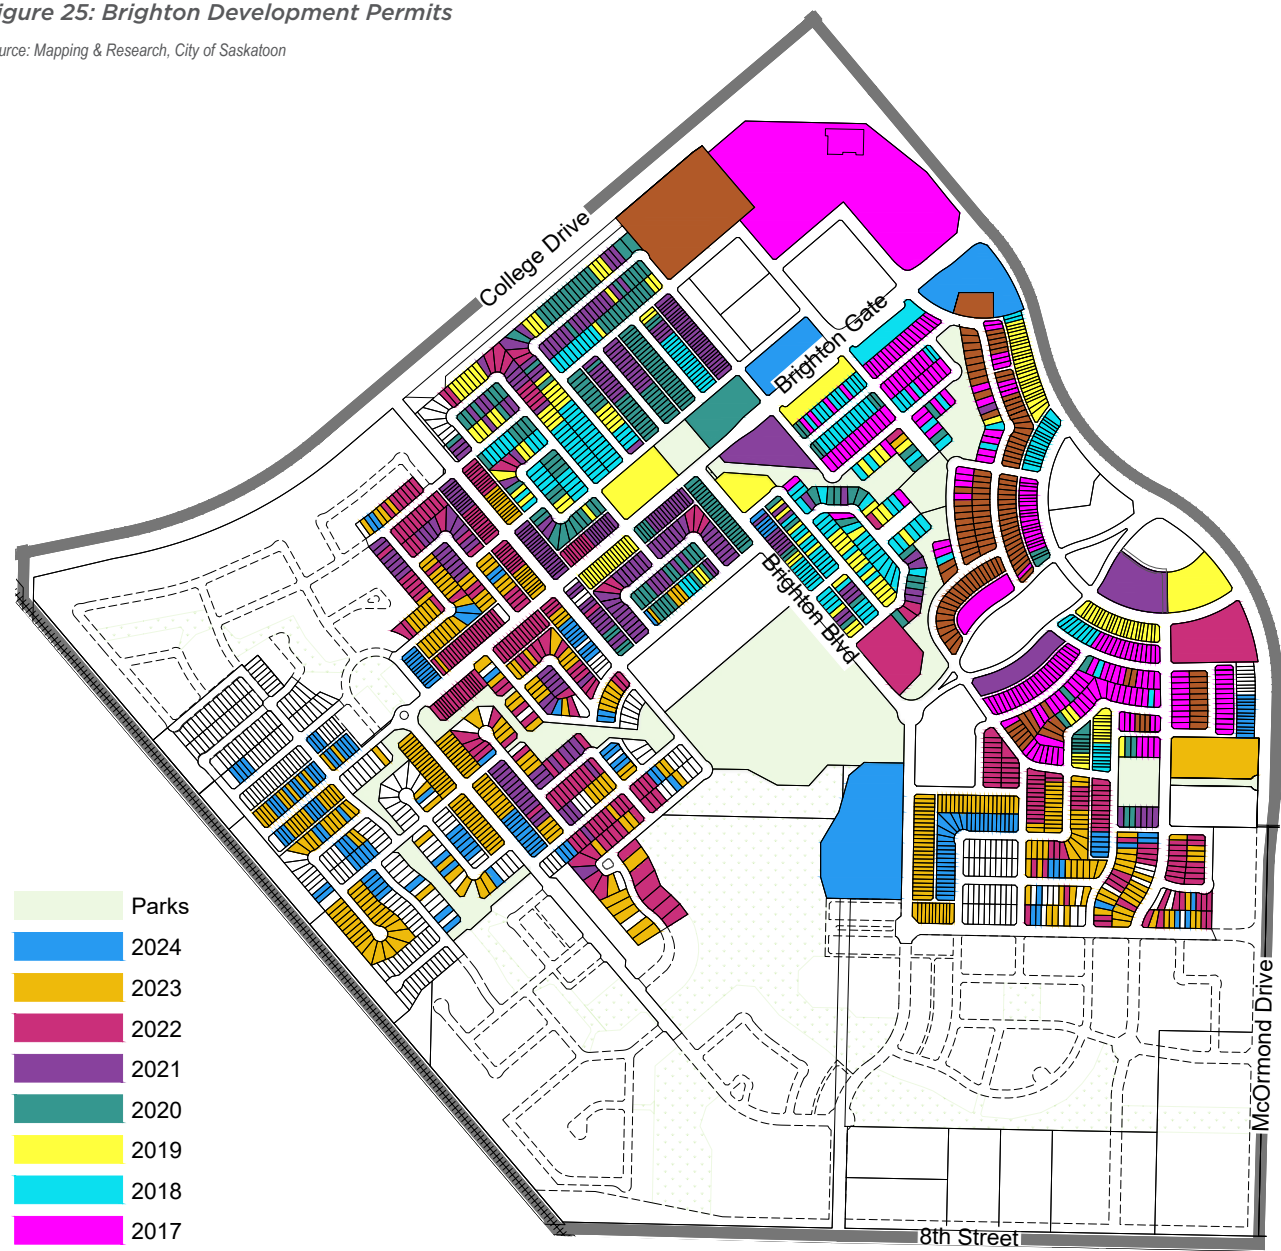 igure 25: Brighton Development Permits
urce: Mapping & Research, City of Saskatoon
College Drive
Brighton Gate
Brighton Blvd
McOrmond Drive
8th Street
Parks
2024
2023
2022
2021
2020
2019
2018
2017